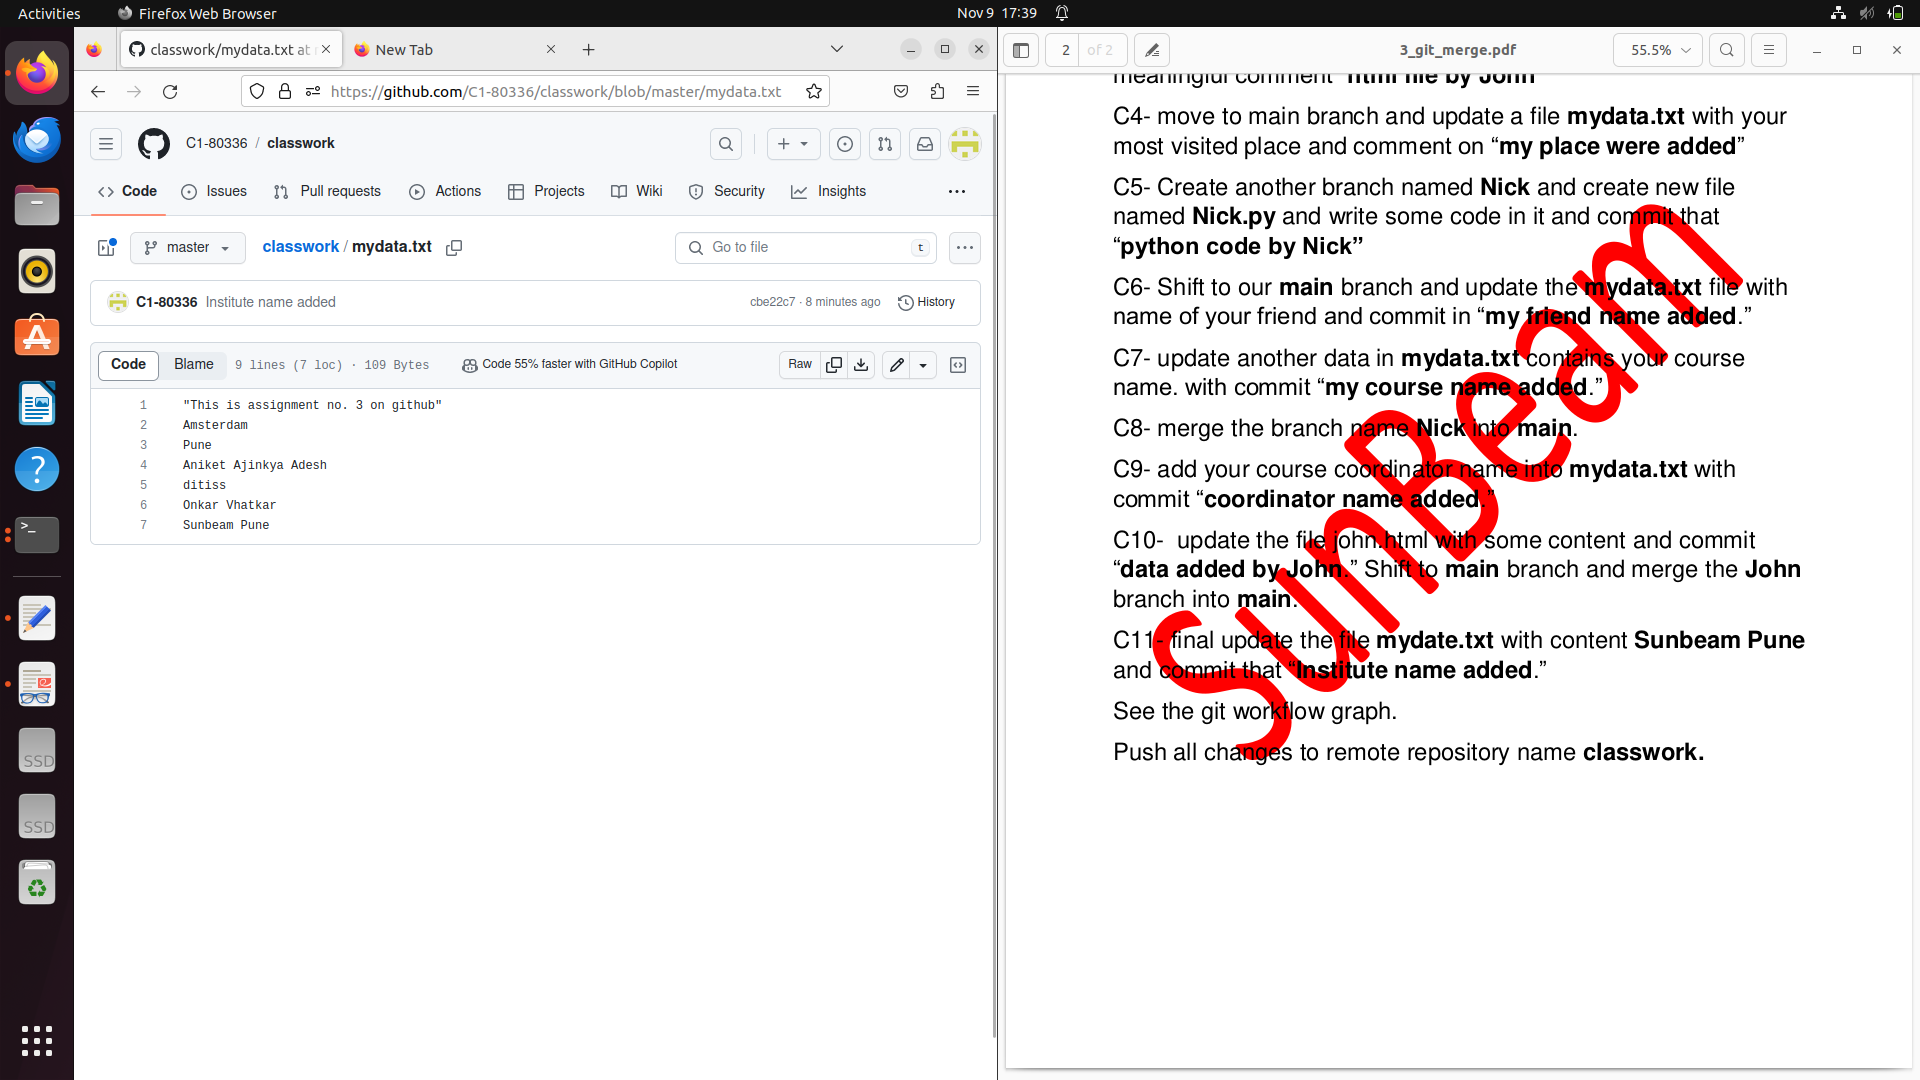 Activities
Firefox Web Browser
Nov 9 17:39
classwork/mydata.txt at
New Tab
https://github.com/C1-80336/classwork/blob/master/mydata.txt
C1-80336 / classwork
Code
Issues
Pull requests
Actions
Projects
Wiki
Security
Insights
master
classwork / mydata.txt
Go to file
t
C1-80336 Institute name added
cbe22c7 · 8 minutes ago
History
Code
Blame
9 lines (7 loc) · 109 Bytes
Code 55% faster with GitHub Copilot
Raw
1 "This is assignment no. 3 on github"
2 Amsterdam
3 Pune
4 Aniket Ajinkya Adesh
5 ditiss
6 Onkar Vhatkar
7 Sunbeam Pune
SSD
SSD
2 of 2
3_git_merge.pdf
55.5%
meaningful comment "html file by John
C4- move to main branch and update a file mydata.txt with your
most visited place and comment on “my place were added”
C5- Create another branch named Nick and create new file
named Nick.py and write some code in it and commit that
“python code by Nick”
C6- Shift to our main branch and update the mydata.txt file with
name of your friend and commit in “my friend name added.”
C7- update another data in mydata.txt contains your course
name. with commit “my course name added.”
C8- merge the branch name Nick into main.
C9- add your course coordinator name into mydata.txt with
commit “coordinator name added.”
C10-  update the file john.html with some content and commit
“data added by John.” Shift to main branch and merge the John
branch into main.
C11- final update the file mydate.txt with content Sunbeam Pune
and commit that “Institute name added.”
See the git workflow graph.
Push all changes to remote repository name classwork.
SunBeam